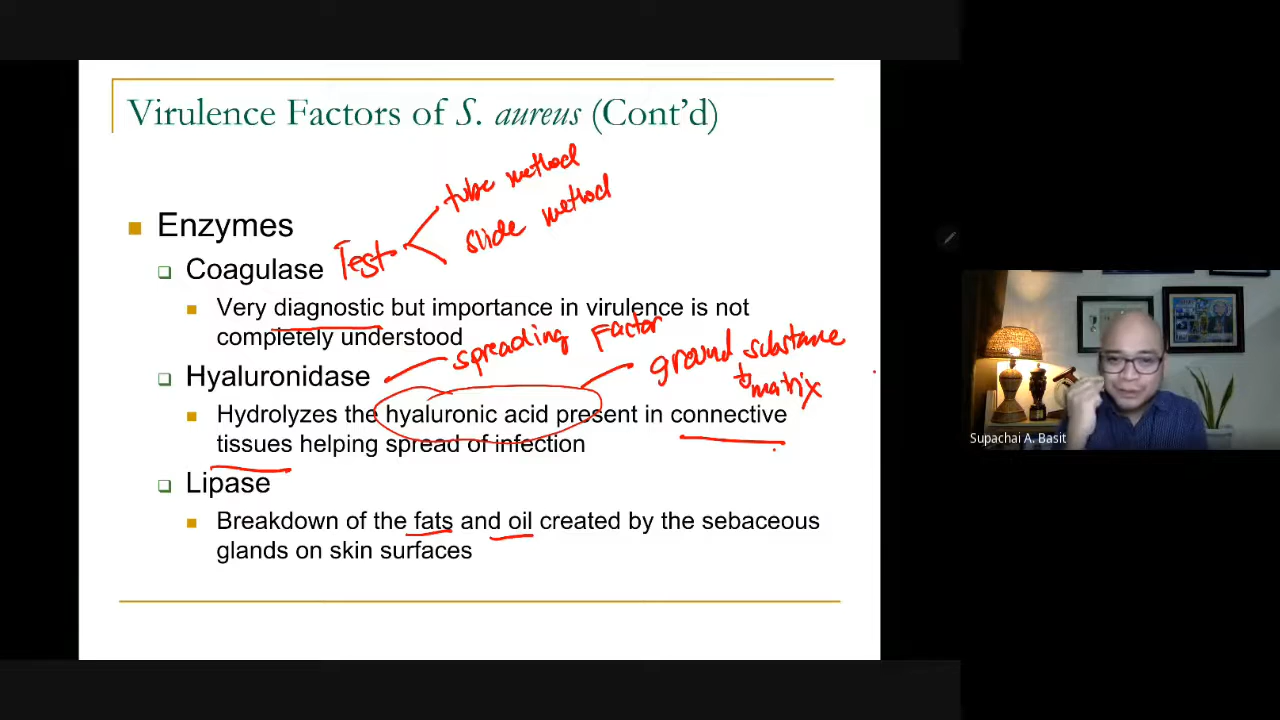 Virulence Factors of S. aureus (Cont'd)
tube method
slide method
Enzymes
Coagulase Test
Very diagnostic but importance in virulence is not
completely understood
spreading Factor
ground substance
matrix
Hyaluronidase
Hydrolyzes the hyaluronic acid present in connective
tissues helping spread of infection
Lipase
Breakdown of the fats and oil created by the sebaceous
glands on skin surfaces
Supachai A. Basit